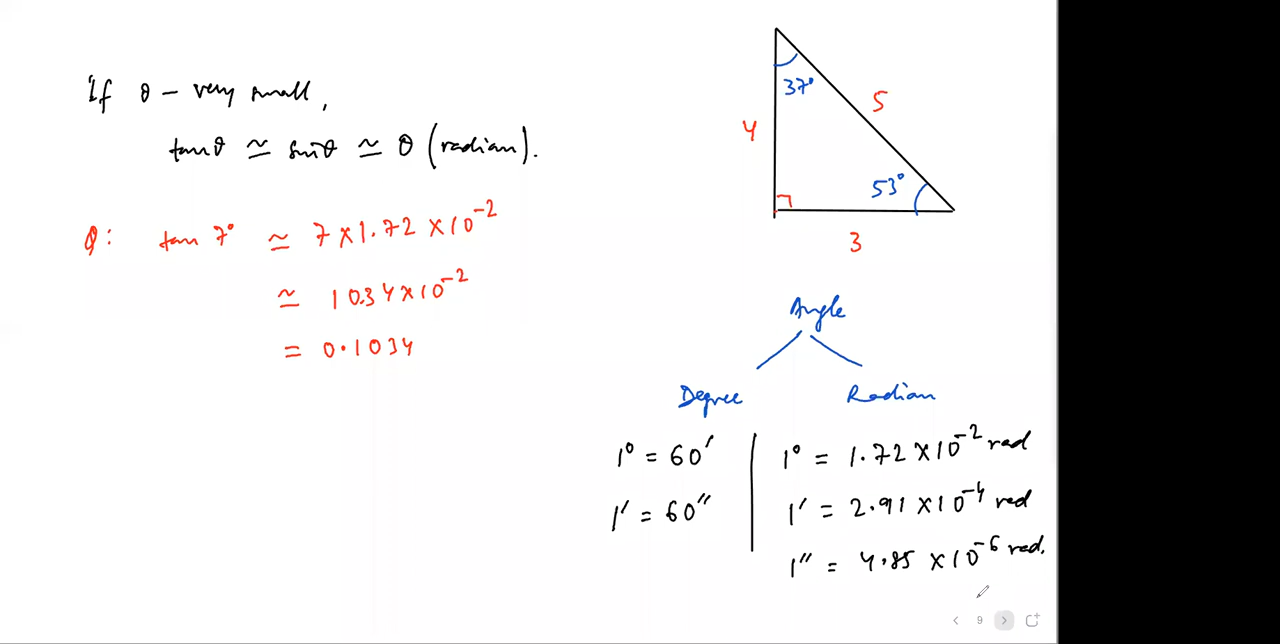 If θ - very small,
tanθ ≃ sinθ ≃ θ (radian).
Q: tan 7° ≃ 7 × 1.72 × 10⁻²
≃ 10.34 × 10⁻²
= 0.1034
37°
4
5
53°
3
Angle
Degree
Radian
1° = 60′
1′ = 60″
1° = 1.72 × 10⁻² rad
1′ = 2.91 × 10⁻⁴ rad
1″ = 4.85 × 10⁻⁶ rad.
< 9 >